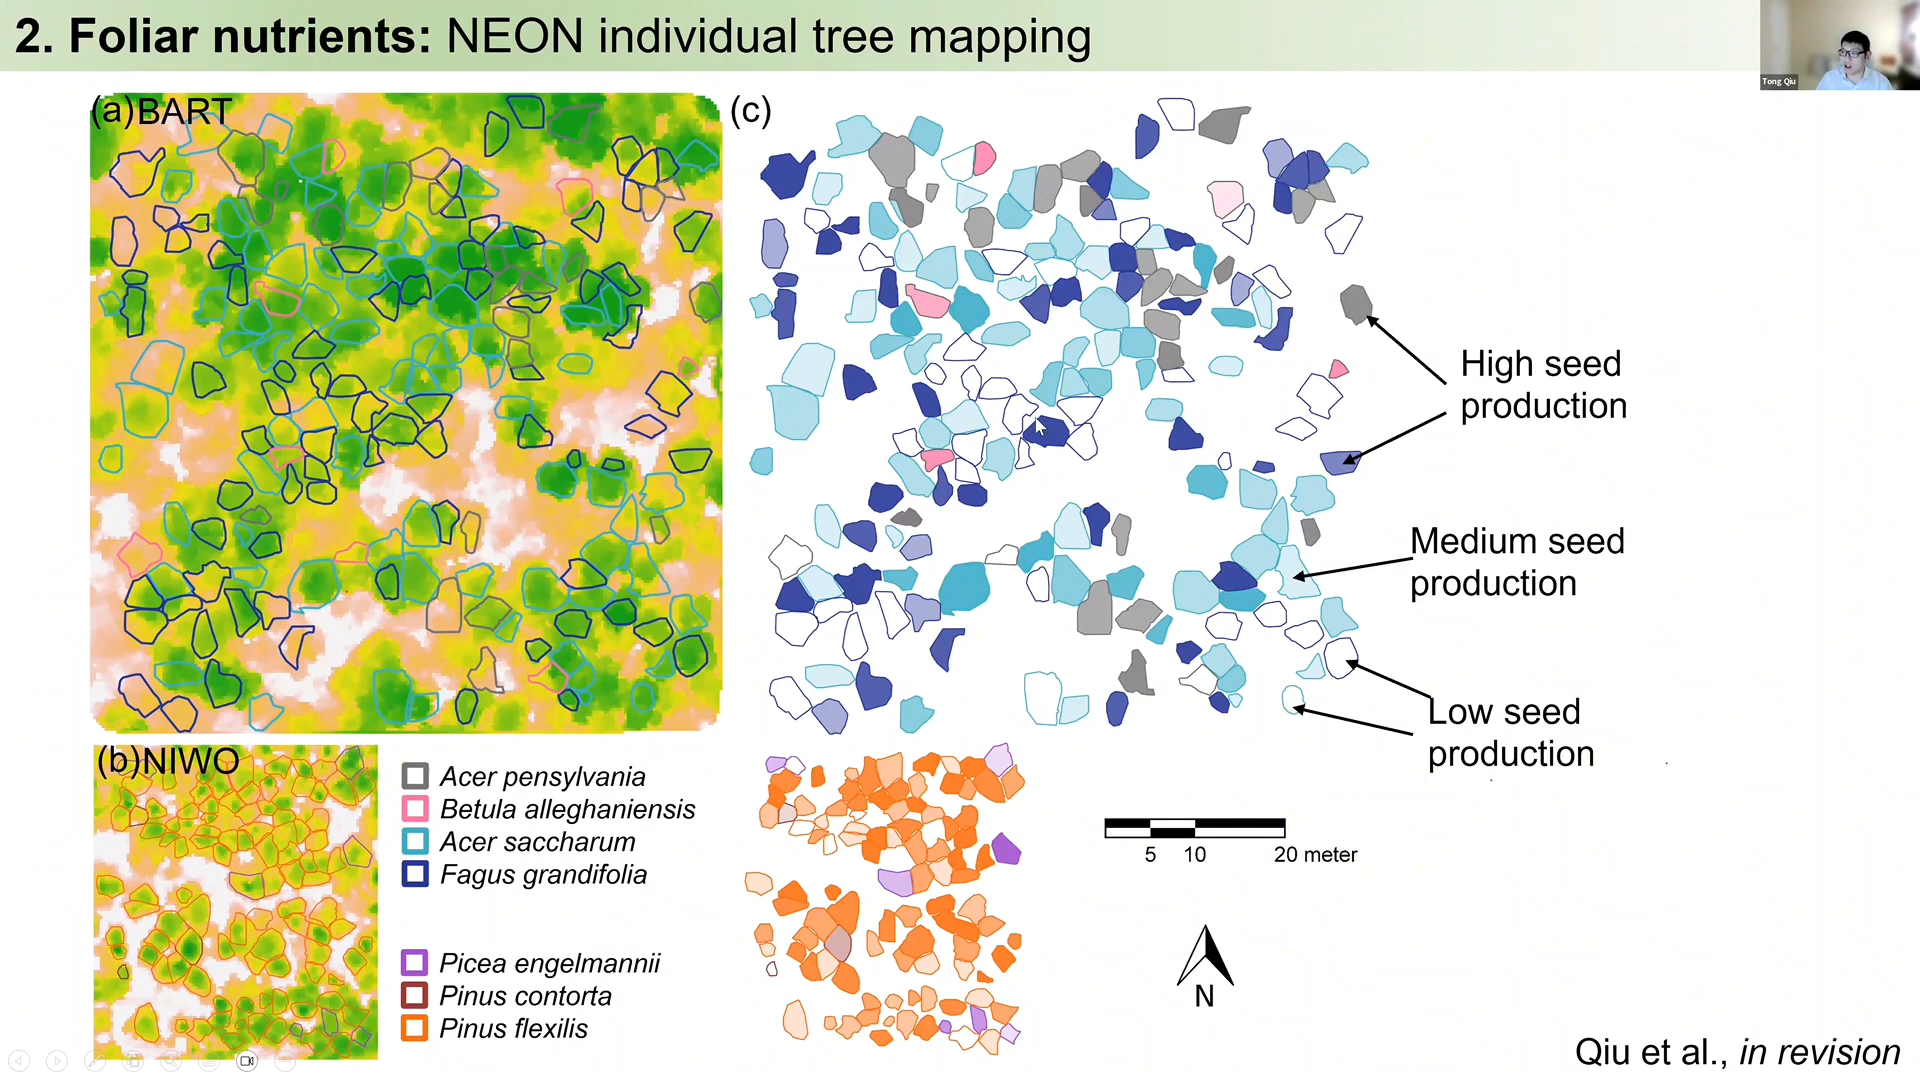 2. Foliar nutrients: NEON individual tree mapping
Tong Qiu
(a)BART
(c)
High seed
production
Medium seed
production
Low seed
production
(b)NIWO
Acer pensylvania
Betula alleghaniensis
Acer saccharum
Fagus grandifolia
Picea engelmannii
Pinus contorta
Pinus flexilis
5 10 20 meter
N
Qiu et al., in revision